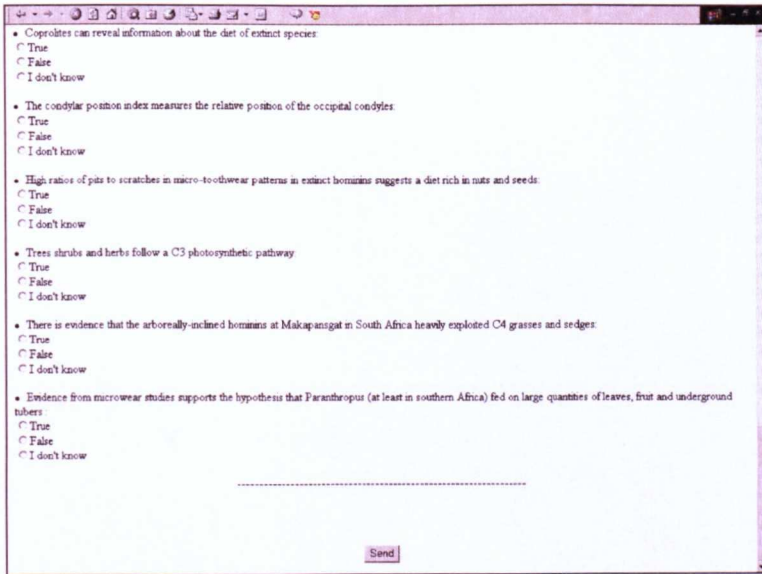 • Coprolites can reveal information about the diet of extinct species:
True
False
I don't know
• The condylar position index measures the relative position of the occipital condyles:
True
False
I don't know
• High ratios of pits to scratches in micro-toothwear patterns in extinct hominins suggests a diet rich in nuts and seeds:
True
False
I don't know
• Trees shrubs and herbs follow a C3 photosynthetic pathway
True
False
I don't know
• There is evidence that the arboreally-inclined hominins at Makapansgat in South Africa heavily exploited C4 grasses and sedges:
True
False
I don't know
• Evidence from microwear studies supports the hypothesis that Paranthropus (at least in southern Africa) fed on large quantities of leaves, fruit and underground
tubers :
True
False
I don't know
Send